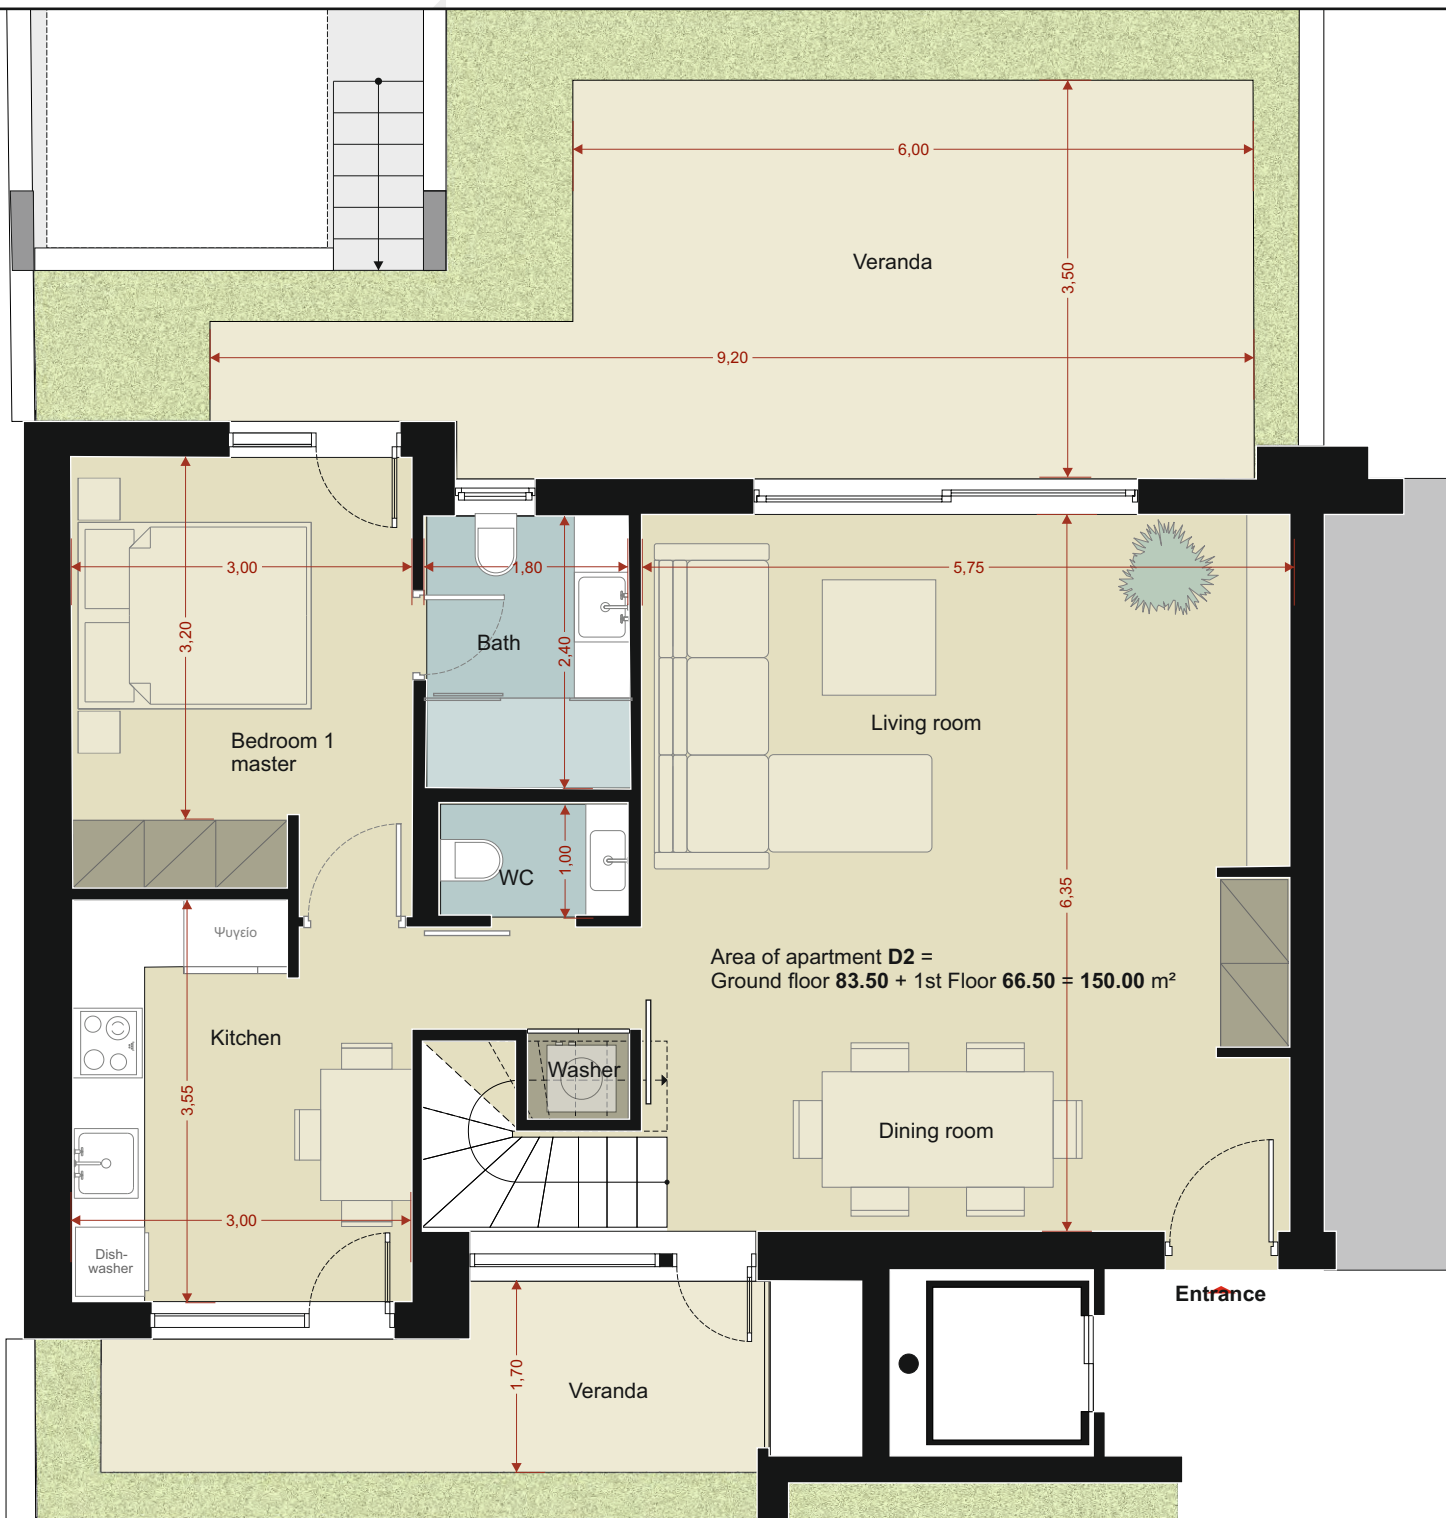 6,00
Veranda
3,50
9,20
3,00
1,80
5,75
3,20
Bath
2,40
Living room
Bedroom 1
master
1,00
WC
6,35
Ψυγείο
Area of apartment D2 =
Ground floor 83.50 + 1st Floor 66.50 = 150.00 m²
Kitchen
Washer
3,55
Dining room
3,00
Dish-
washer
Entrance
1,70
Veranda